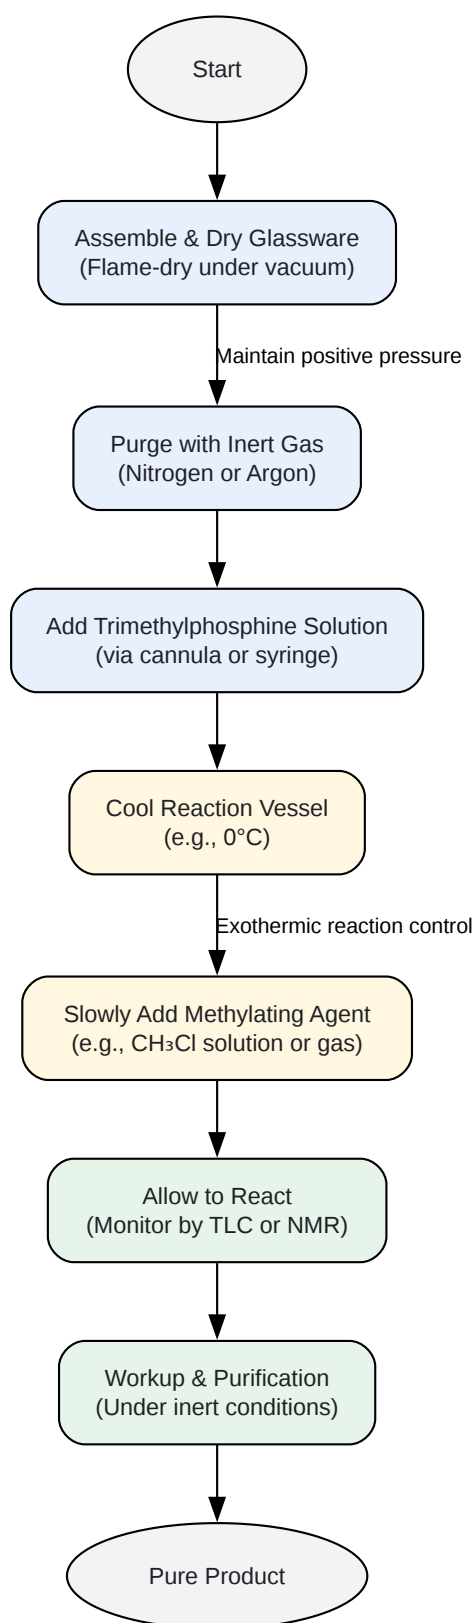 Start
Assemble & Dry Glassware
(Flame-dry under vacuum)
Maintain positive pressure
Purge with Inert Gas
(Nitrogen or Argon)
Add Trimethylphosphine Solution
(via cannula or syringe)
Cool Reaction Vessel
(e.g., 0°C)
Exothermic reaction control
Slowly Add Methylating Agent
(e.g., CH₃Cl solution or gas)
Allow to React
(Monitor by TLC or NMR)
Workup & Purification
(Under inert conditions)
Pure Product